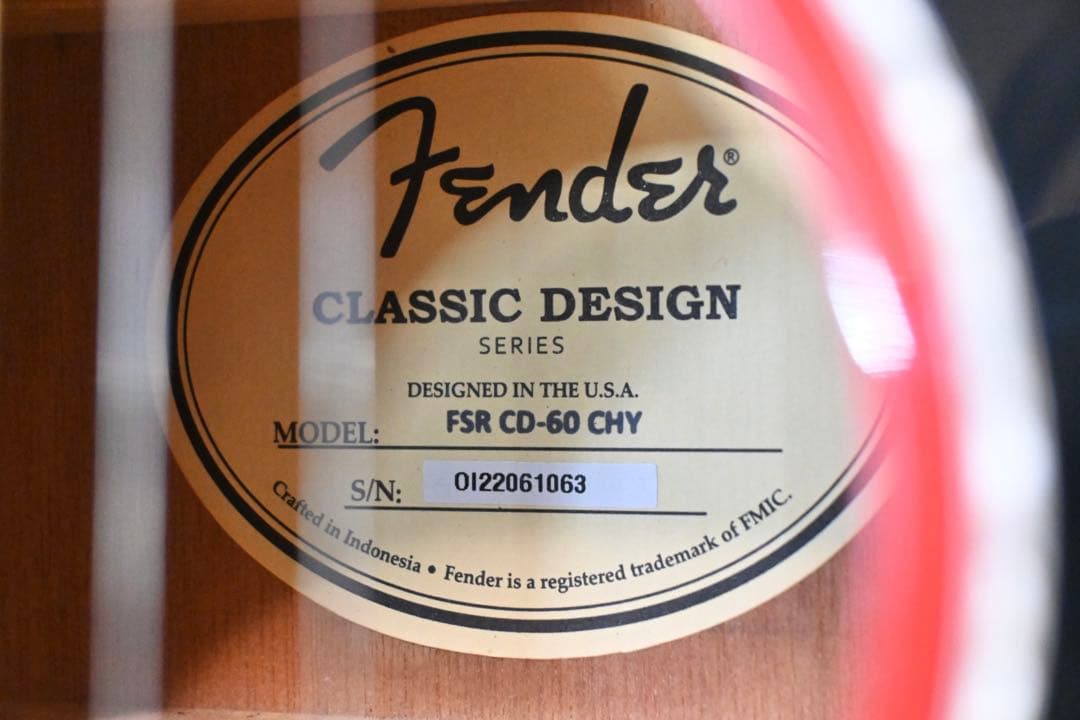 Fender®
CLASSIC DESIGN
SERIES
DESIGNED IN THE U.S.A.
MODEL: FSR CD-60 CHY
S/N: OI22061063
Crafted in Indonesia • Fender is a registered trademark of FMIC.